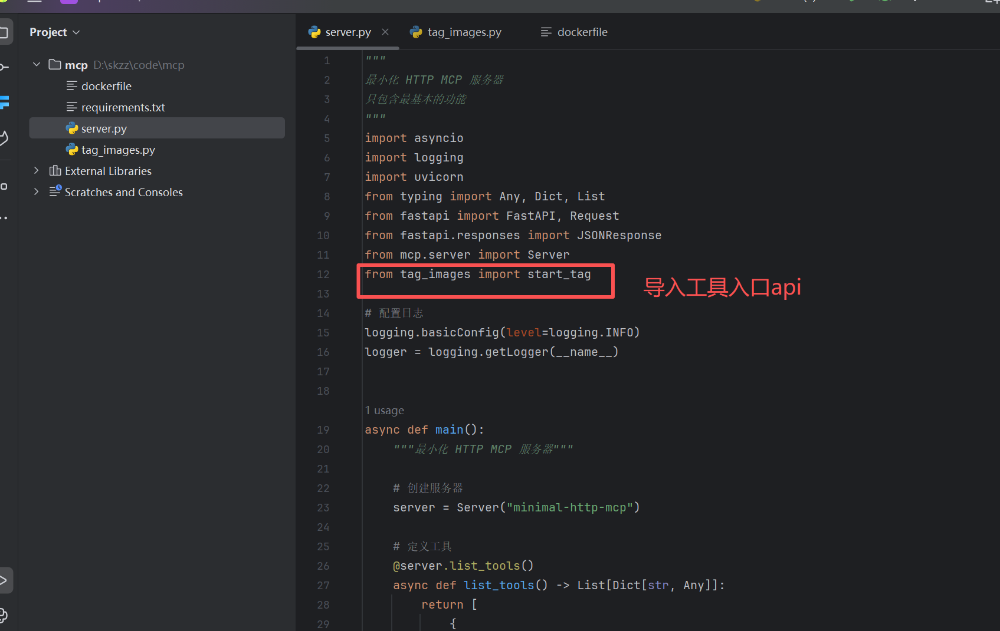 Project
server.py
tag_images.py
dockerfile
mcp D:\skzz\code\mcp
dockerfile
requirements.txt
server.py
tag_images.py
External Libraries
Scratches and Consoles
1 """
2 最小化 HTTP MCP 服务器
3 只包含最基本的功能
4 """
5 import asyncio
6 import logging
7 import uvicorn
8 from typing import Any, Dict, List
9 from fastapi import FastAPI, Request
10 from fastapi.responses import JSONResponse
11 from mcp.server import Server
12 from tag_images import start_tag
导入工具入口api
13
14 # 配置日志
15 logging.basicConfig(level=logging.INFO)
16 logger = logging.getLogger(__name__)
17
18
1 usage
19 async def main():
20 """最小化 HTTP MCP 服务器"""
21
22 # 创建服务器
23 server = Server("minimal-http-mcp")
24
25 # 定义工具
26 @server.list_tools()
27 async def list_tools() -> List[Dict[str, Any]]:
28 return [
29 {